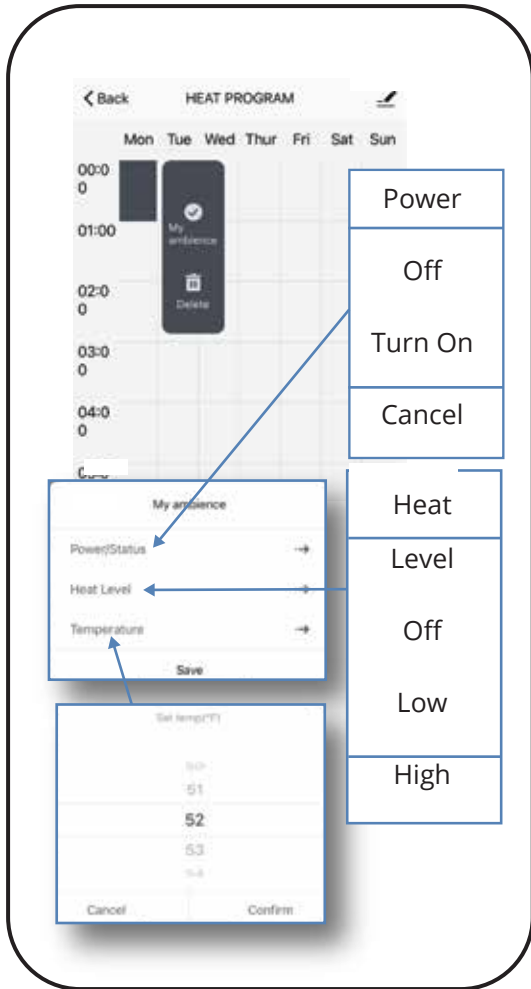 Back HEAT PROGRAM
Mon Tue Wed Thur Fri Sat Sun
00:0
0
01:00
My
ambience
02:0
0
Delete
03:0
0
04:0
0
Power
Off
Turn On
Cancel
My ambience
Power/Status
Heat Level
Temperature
Save
Heat
Level
Off
Low
High
Set temp(°F)
51
52
53
Cancel Confirm